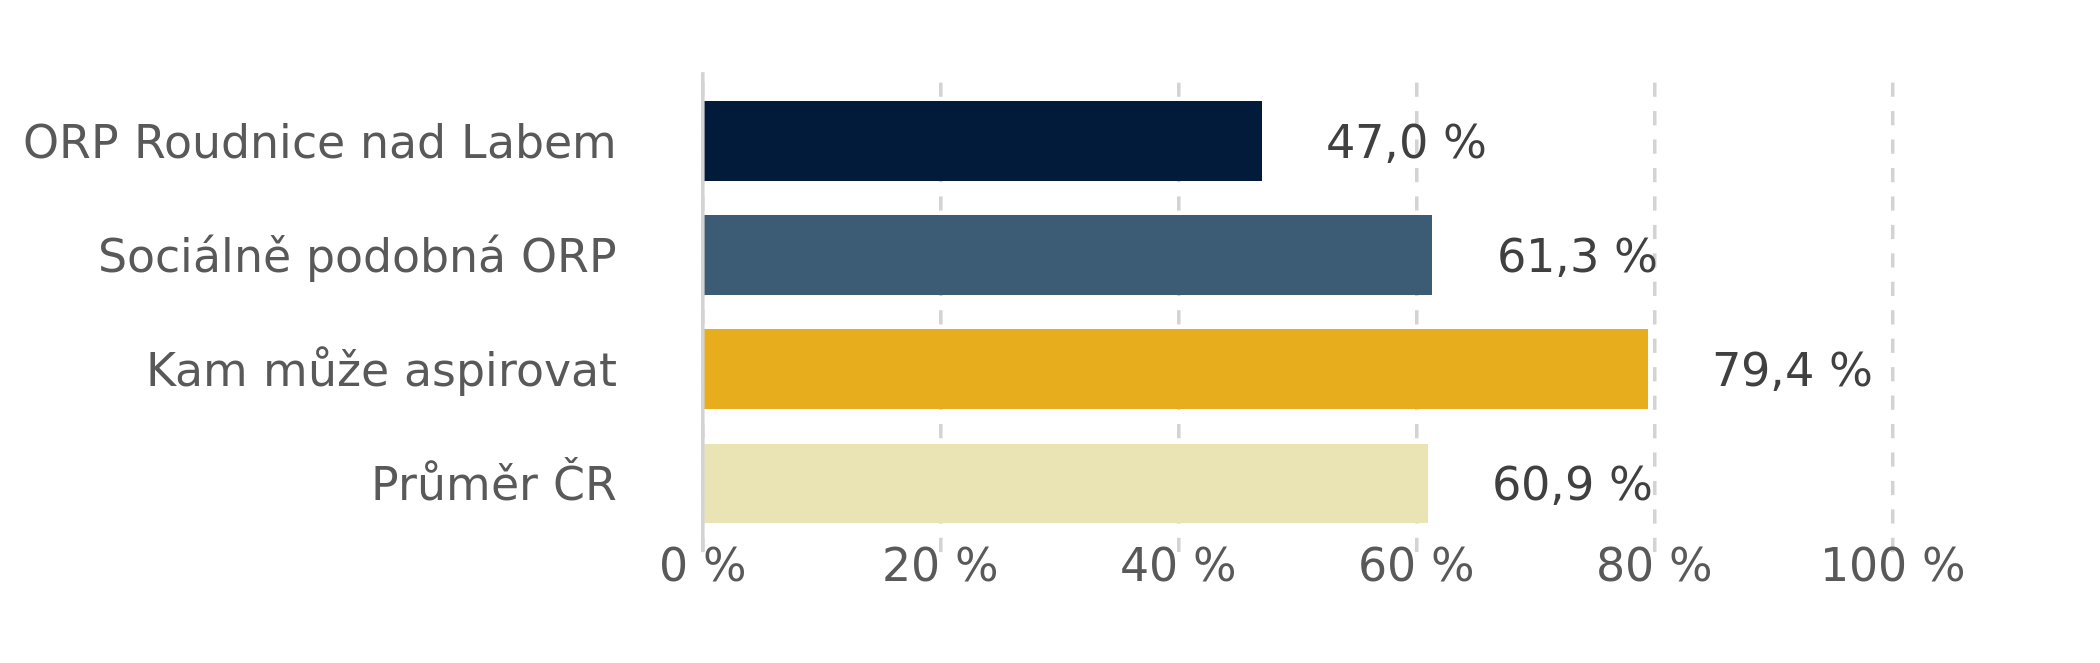 ORP Roudnice nad Labem 47,0 %
Sociálně podobná ORP 61,3 %
Kam může aspirovat 79,4 %
Průměr ČR 60,9 %
0 % 20 % 40 % 60 % 80 % 100 %